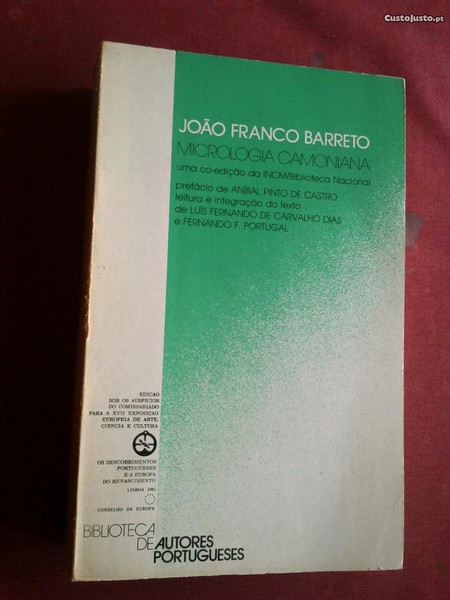 CustoJusto.pt
JOÃO FRANCO BARRETO
MICROLOGIA CAMONIANA
uma co-edição da INCM/Biblioteca Nacional
prefácio de ANÍBAL PINTO DE CASTRO
leitura e integração do texto
de LUÍS FERNANDO DE CARVALHO DIAS
e FERNANDO F. PORTUGAL
EDIÇAO
SOB OS AUSPÍCIOS
DO COMISSARIADO
PARA A XVII EXPOSIÇAO
EUROPEIA DE ARTE,
CIENCIA E CULTURA
OS DESCOBRIMENTOS
PORTUGUESES
E A EUROPA
DO RENASCIMENTO
LISBOA 1983
CONSELHO DA EUROPA
BIBLIOTECA
DE AUTORES
PORTUGUESES